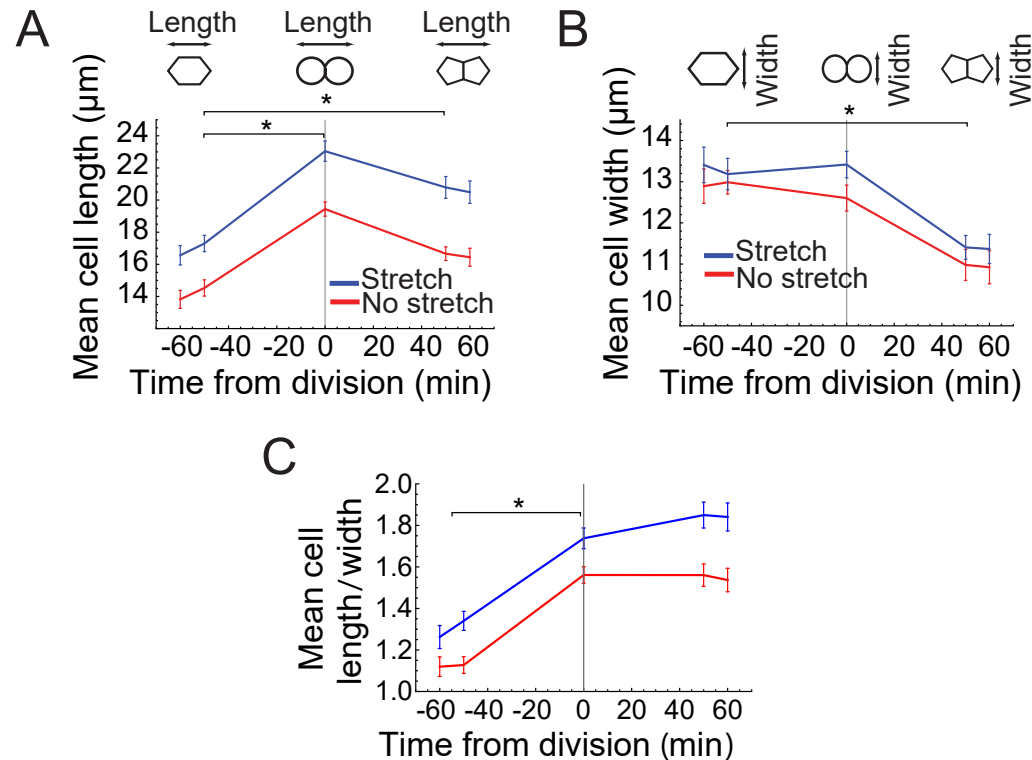 A
Length Length Length
*
*
Mean cell length (µm)
24
22
20
18
16
14
Stretch
No stretch
-60 -40 -20 0 20 40 60
Time from division (min)
B
Width Width Width
*
Mean cell width (µm)
14
13
12
11
10
Stretch
No stretch
-60 -40 -20 0 20 40 60
Time from division (min)
C
*
Mean cell
length/width
2.0
1.8
1.6
1.4
1.2
1.0
-60 -40 -20 0 20 40 60
Time from division (min)